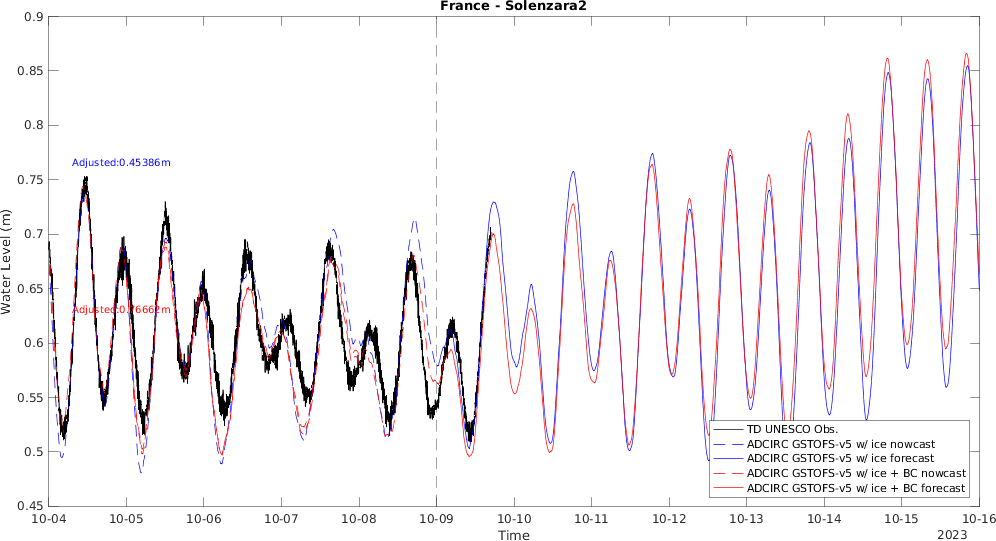 France - Solenzara2
0.9
0.85
0.8
0.75
0.7
0.65
0.6
0.55
0.5
0.45
Water Level (m)
Adjusted:0.45386m
TD UNESCO Obs.
ADCIRC GSTOFS-v5 w/ ice nowcast
ADCIRC GSTOFS-v5 w/ ice forecast
ADCIRC GSTOFS-v5 w/ ice + BC nowcast
ADCIRC GSTOFS-v5 w/ ice + BC forecast
10-04 10-05 10-06 10-07 10-08 10-09 10-10 10-11 10-12 10-13 10-14 10-15 10-16
Time
2023